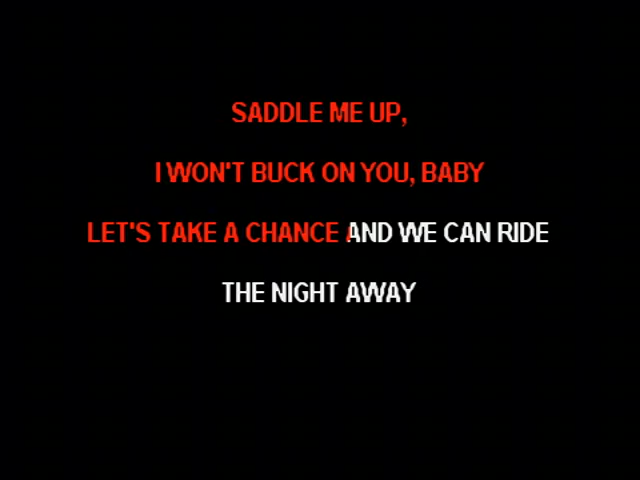 SADDLE ME UP,
I WON'T BUCK ON YOU, BABY
LET'S TAKE A CHANCE AND WE CAN RIDE
THE NIGHT AWAY